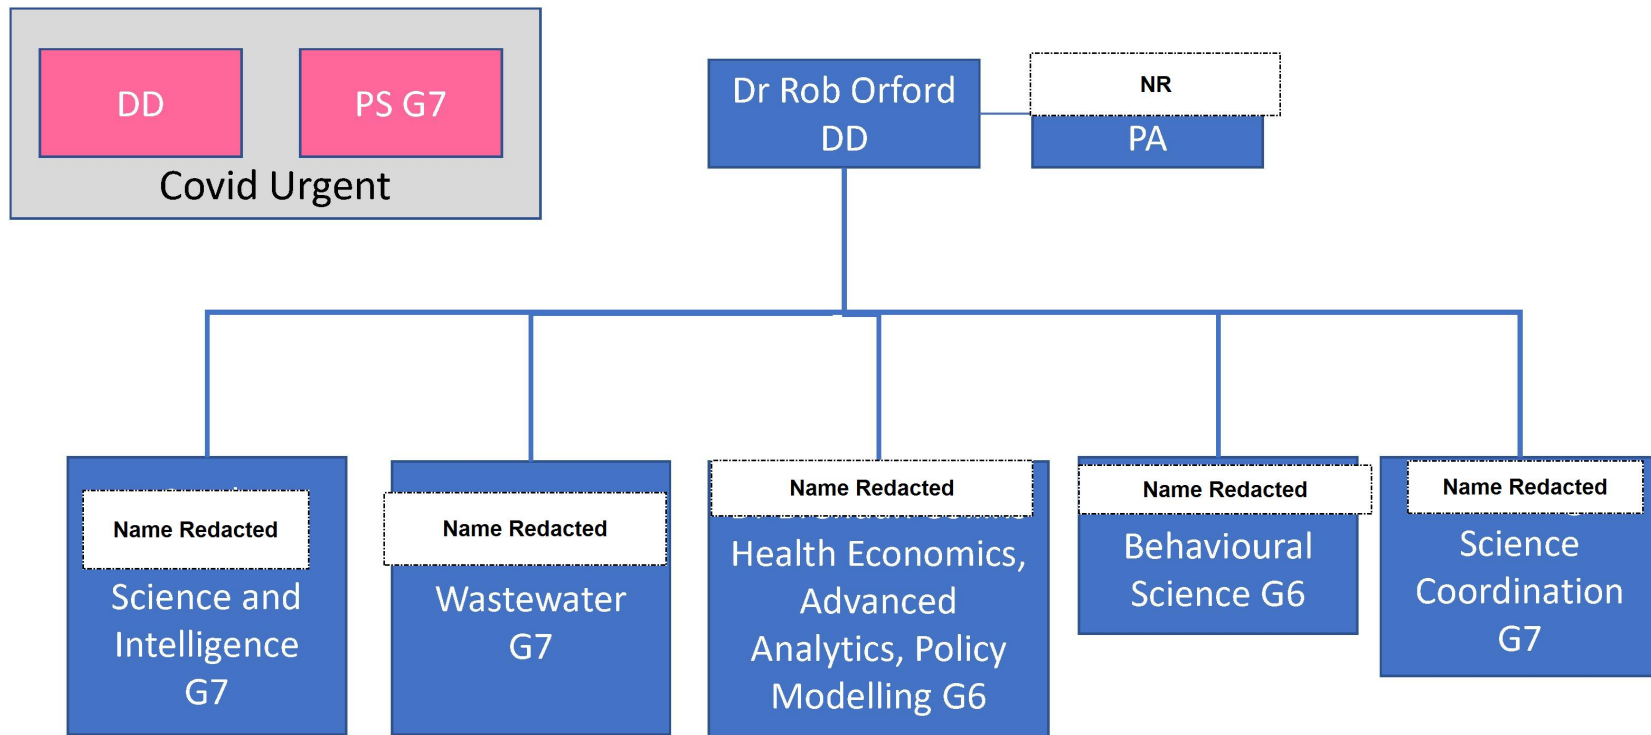 DD
PS G7
Covid Urgent
Dr Rob Orford
DD
NR
PA
Name Redacted
Science and
Intelligence
G7
Name Redacted
Wastewater
G7
Name Redacted
Health Economics,
Advanced
Analytics, Policy
Modelling G6
Name Redacted
Behavioural
Science G6
Name Redacted
Science
Coordination
G7